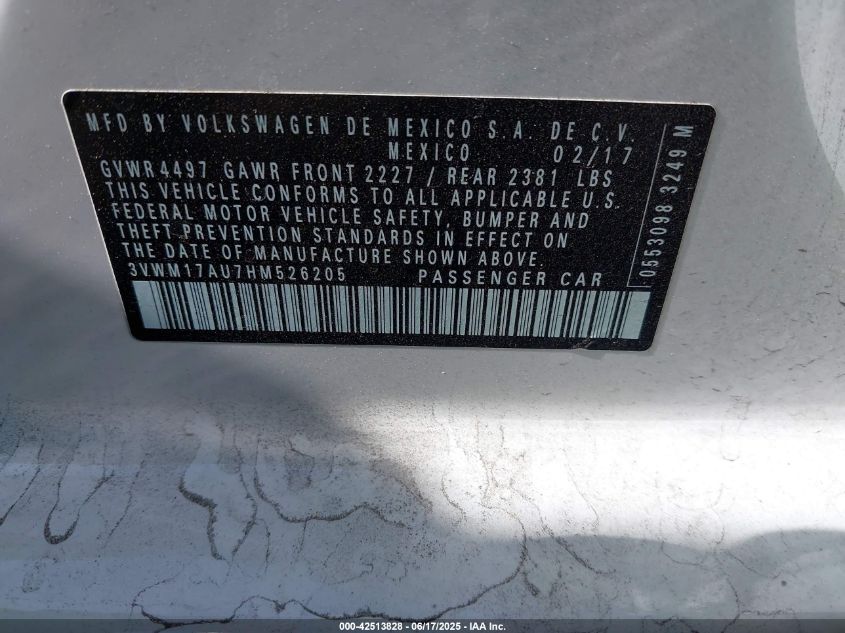 MFD BY VOLKSWAGEN DE MEXICO S.A. DE C.V.
MEXICO 02/17
GVWR 4497 GAWR FRONT 2227 / REAR 2381 LBS
THIS VEHICLE CONFORMS TO ALL APPLICABLE U.S.
FEDERAL MOTOR VEHICLE SAFETY, BUMPER AND
THEFT PREVENTION STANDARDS IN EFFECT ON
THE DATE OF MANUFACTURE SHOWN ABOVE.
3VWM17AU7HM526205 PASSENGER CAR
0553098 3249 M
000-42513828 - 06/17/2025 - IAA Inc.